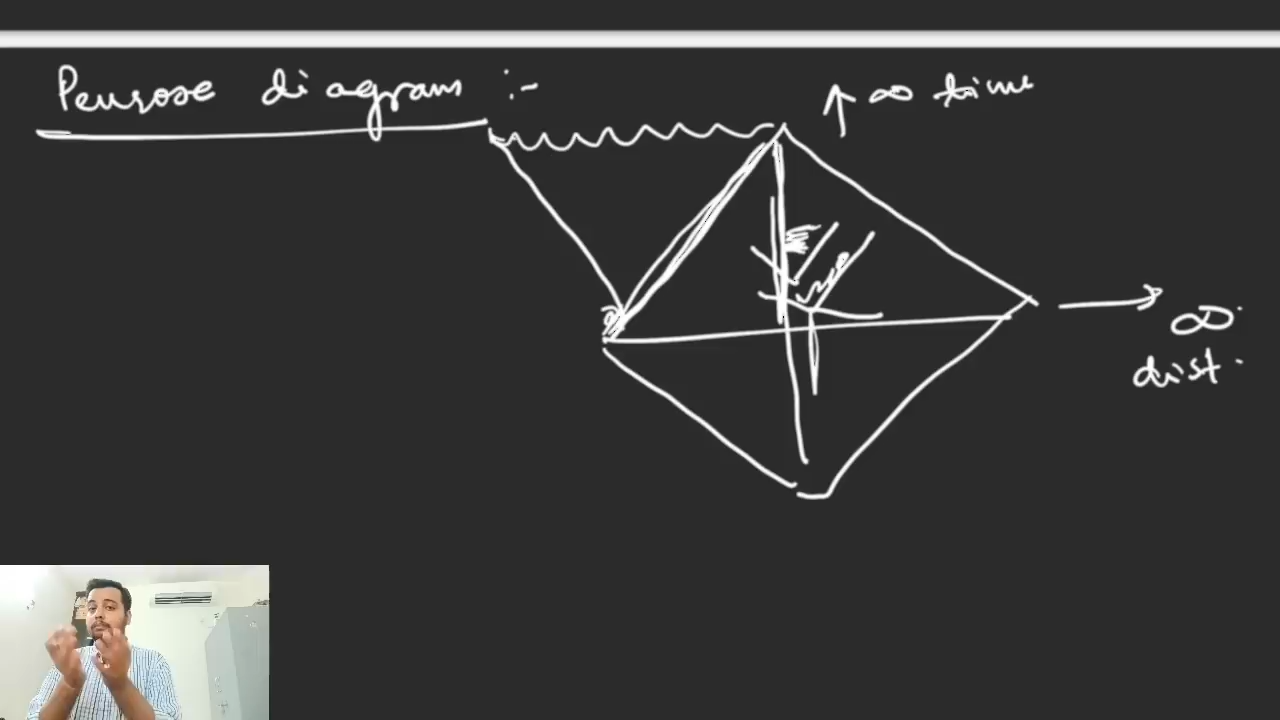 Penrose diagram :-
↑ ∞ time
∞
dist.